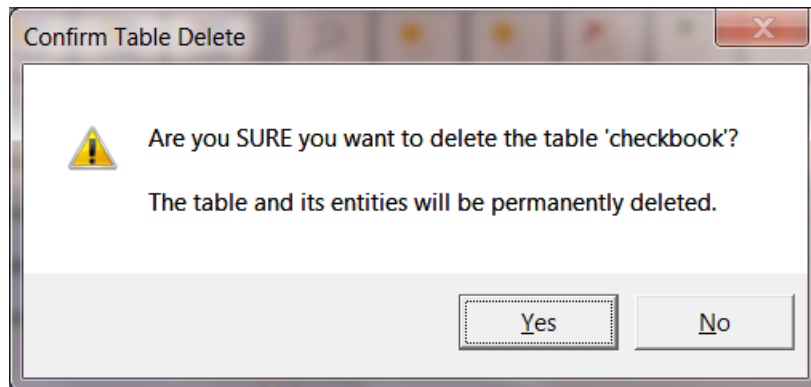 Confirm Table Delete
Are you SURE you want to delete the table 'checkbook'?
The table and its entities will be permanently deleted.
Yes
No